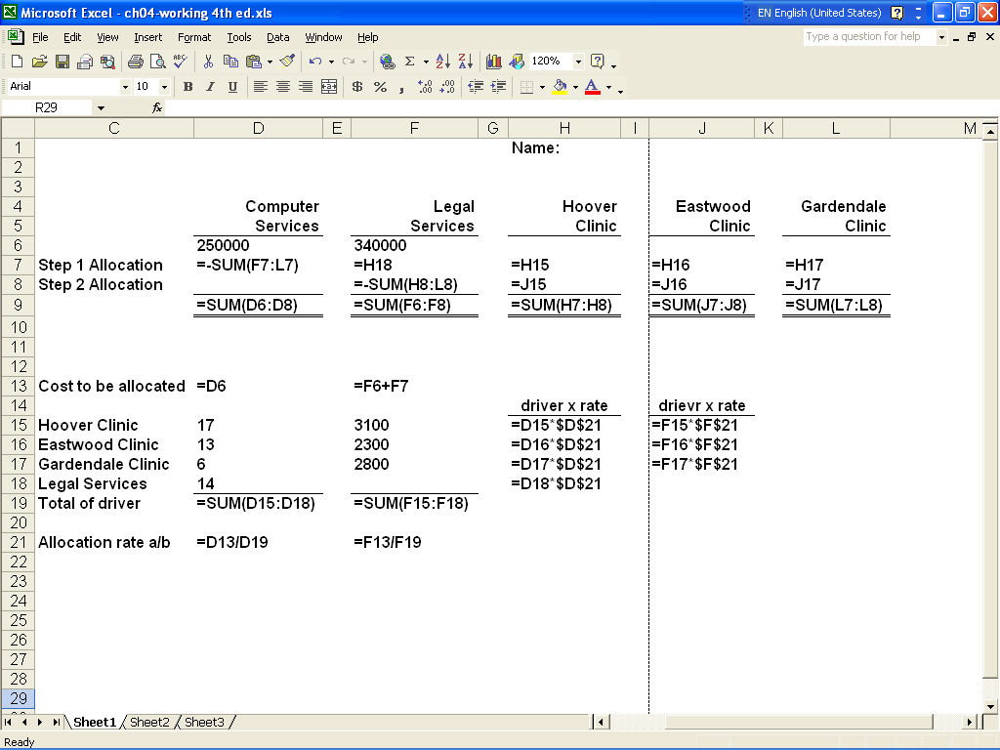 Microsoft Excel - ch04-working 4th ed.xls
EN English (United States)
File Edit View Insert Format Tools Data Window Help
Type a question for help
120%
Arial 10 B I U $ % ,
R29 fx
C D E F G H I J K L M
1 Name:
2
3
4 Computer Legal Hoover Eastwood Gardendale
5 Services Services Clinic Clinic Clinic
6 250000 340000
7 Step 1 Allocation =-SUM(F7:L7) =H18 =H15 =H16 =H17
8 Step 2 Allocation =-SUM(H8:L8) =J15 =J16 =J17
9 =SUM(D6:D8) =SUM(F6:F8) =SUM(H7:H8) =SUM(J7:J8) =SUM(L7:L8)
10
11
12
13 Cost to be allocated =D6 =F6+F7
14 driver x rate drievr x rate
15 Hoover Clinic 17 3100 =D15*$D$21 =F15*$F$21
16 Eastwood Clinic 13 2300 =D16*$D$21 =F16*$F$21
17 Gardendale Clinic 6 2800 =D17*$D$21 =F17*$F$21
18 Legal Services 14 =D18*$D$21
19 Total of driver =SUM(D15:D18) =SUM(F15:F18)
20
21 Allocation rate a/b =D13/D19 =F13/F19
22
23
24
25
26
27
28
29
Sheet1 Sheet2 Sheet3
Ready